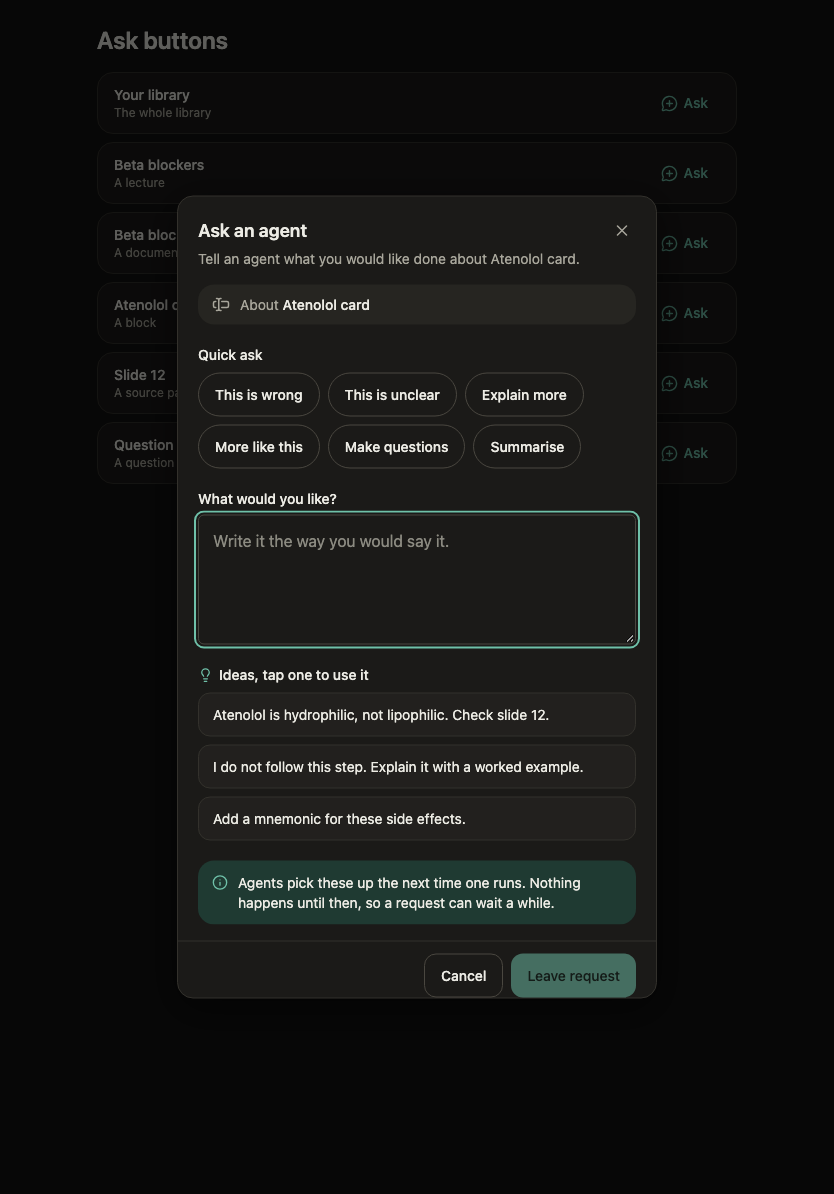 Ask buttons
Your library
The whole library
Ask
Beta blockers
A lecture
Ask
Beta bloc
A documen
Ask
Atenolol c
A block
Ask
Slide 12
A source pa
Ask
Question
A question
Ask
Ask an agent
Tell an agent what you would like done about Atenolol card.
About Atenolol card
Quick ask
This is wrong
This is unclear
Explain more
More like this
Make questions
Summarise
What would you like?
Write it the way you would say it.
Ideas, tap one to use it
Atenolol is hydrophilic, not lipophilic. Check slide 12.
I do not follow this step. Explain it with a worked example.
Add a mnemonic for these side effects.
Agents pick these up the next time one runs. Nothing
happens until then, so a request can wait a while.
Cancel
Leave request